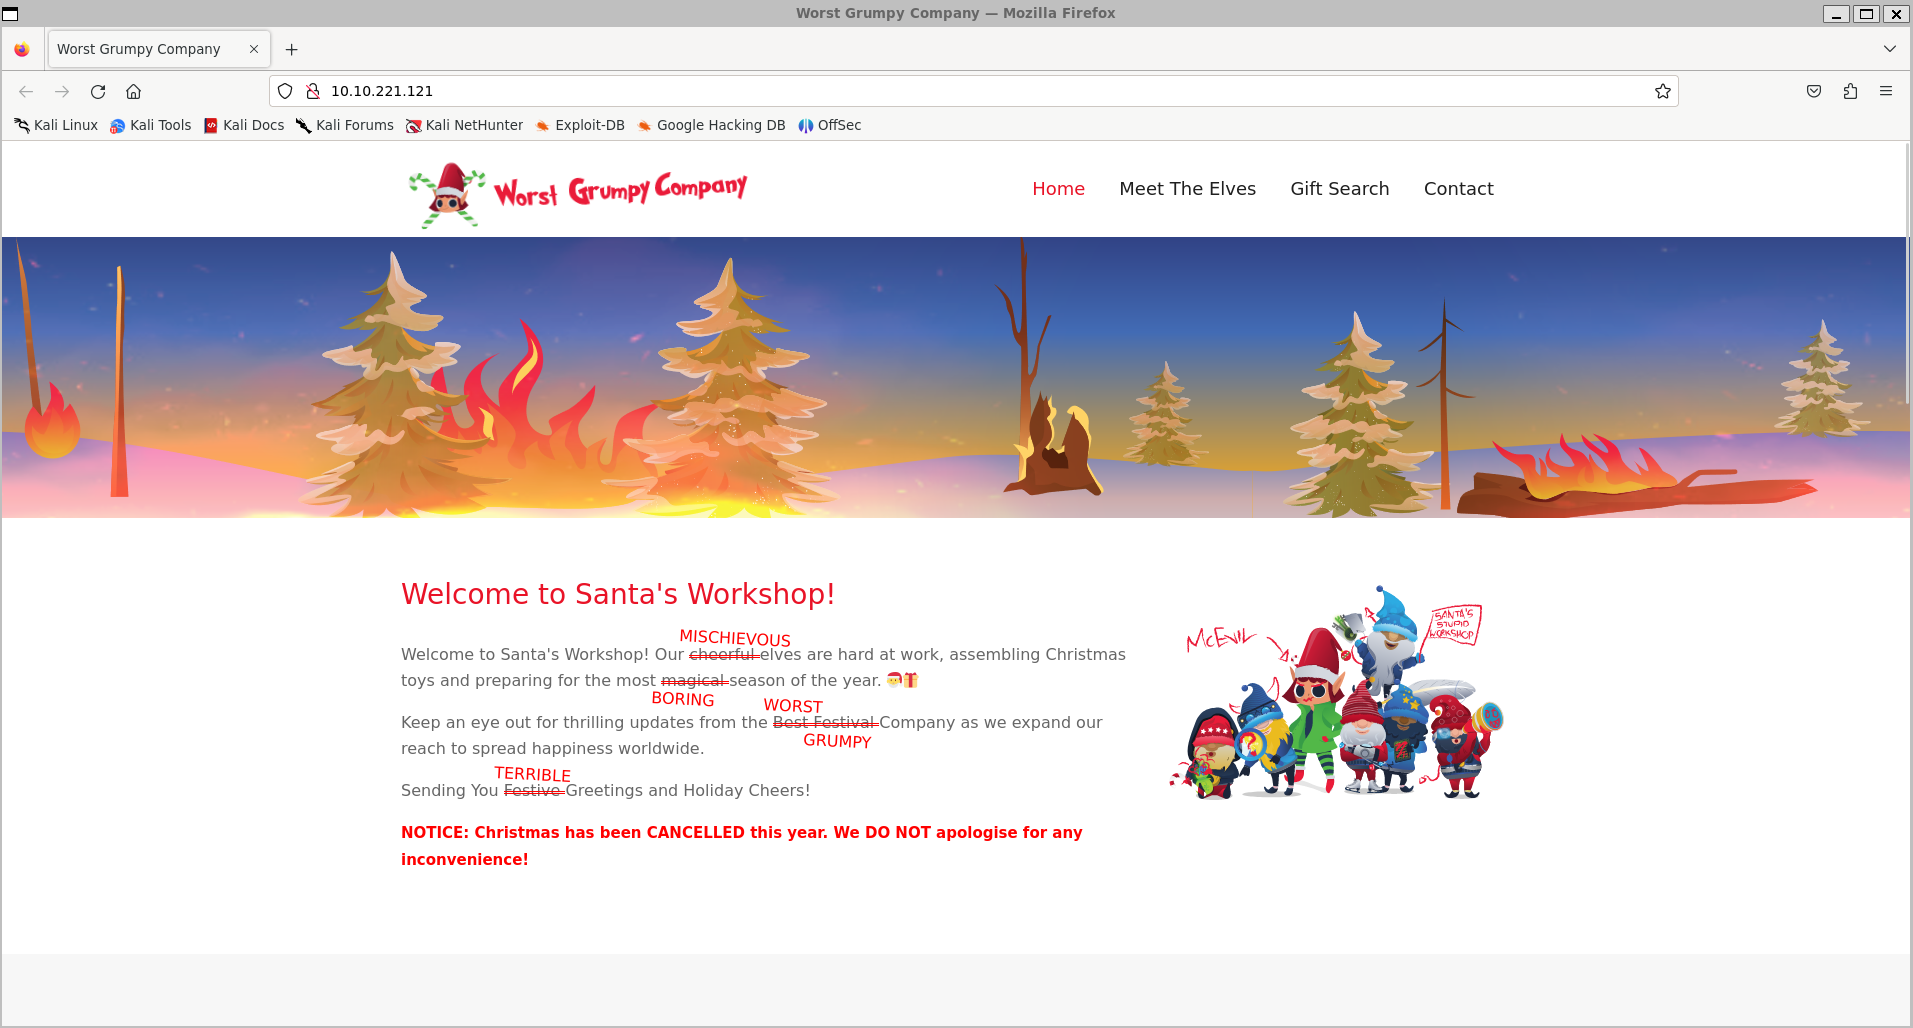 Worst Grumpy Company — Mozilla Firefox
Worst Grumpy Company
10.10.221.121
Kali Linux Kali Tools Kali Docs Kali Forums Kali NetHunter Exploit-DB Google Hacking DB OffSec
Worst Grumpy Company
Home Meet The Elves Gift Search Contact
Welcome to Santa's Workshop!
MISCHIEVOUS
Welcome to Santa's Workshop! Our cheerful elves are hard at work, assembling Christmas
toys and preparing for the most magical season of the year. 🎅🎁
BORING WORST
Keep an eye out for thrilling updates from the Best Festival Company as we expand our
GRUMPY
reach to spread happiness worldwide.
TERRIBLE
Sending You Festive Greetings and Holiday Cheers!
NOTICE: Christmas has been CANCELLED this year. We DO NOT apologise for any
inconvenience!
McEvil
SANTA'S
STUPID
WORKSHOP